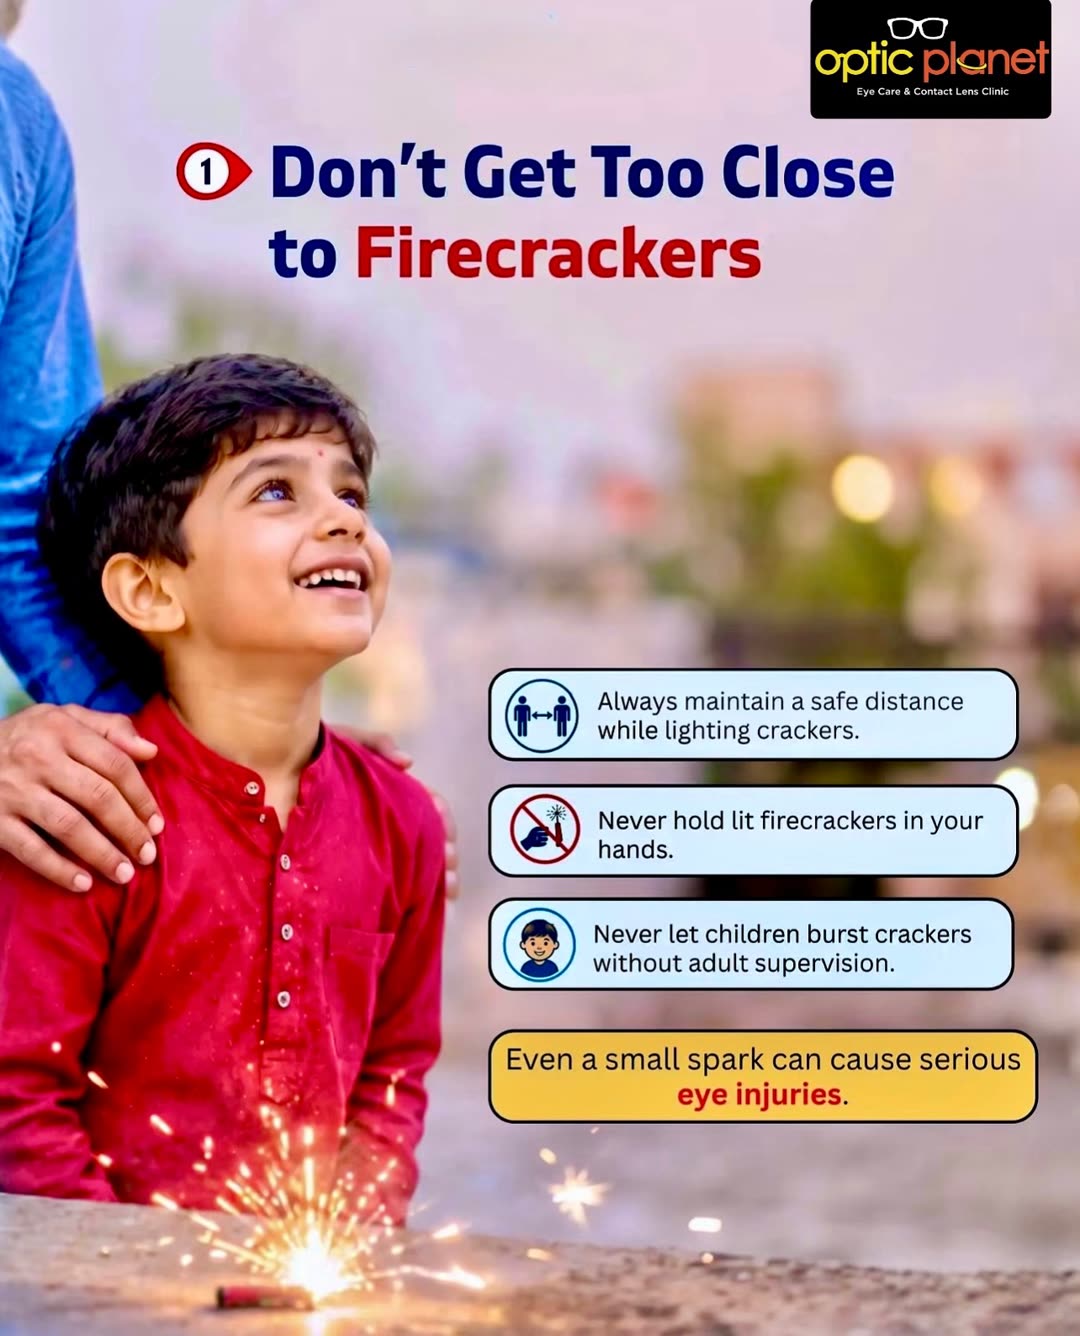 optic planet
Eye Care & Contact Lens Clinic
1 Don't Get Too Close
to Firecrackers
Always maintain a safe distance
while lighting crackers.
Never hold lit firecrackers in your
hands.
Never let children burst crackers
without adult supervision.
Even a small spark can cause serious
eye injuries.